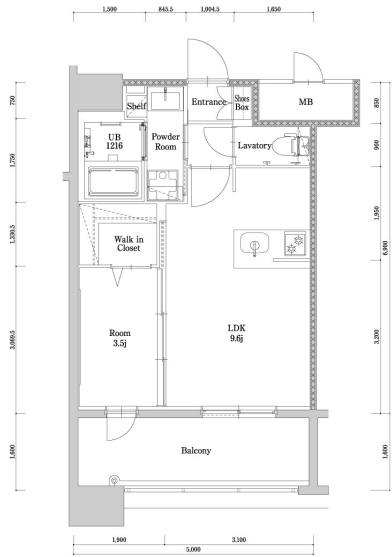 1,500
845.5
1,004.5
1,650
750
1,750
1,330.5
3,069.5
1,600
850
900
1,950
6,900
3,200
1,600
Shelf
Entrance
Shoes
Box
MB
UB
1216
Powder
Room
Lavatory
Walk in
Closet
Room
3.5j
LDK
9.6j
Balcony
1,900
3,100
5,000